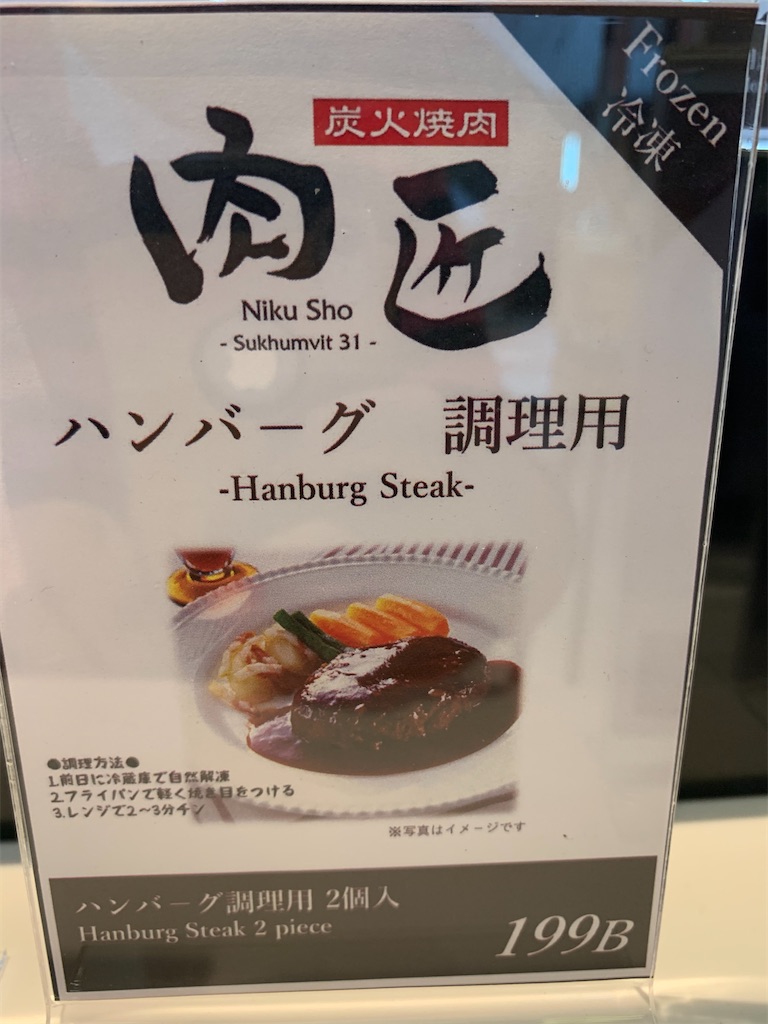 Frozen
冷凍
炭火焼肉
肉匠
Niku Sho
- Sukhumvit 31 -
ハンバーグ 調理用
-Hanburg Steak-
●調理方法●
1.前日に冷蔵庫で自然解凍
2.フライパンで軽く焼き目をつける
3.レンジで2〜3分チン
※写真はイメージです
ハンバーグ調理用 2個入
Hanburg Steak 2 piece
199B